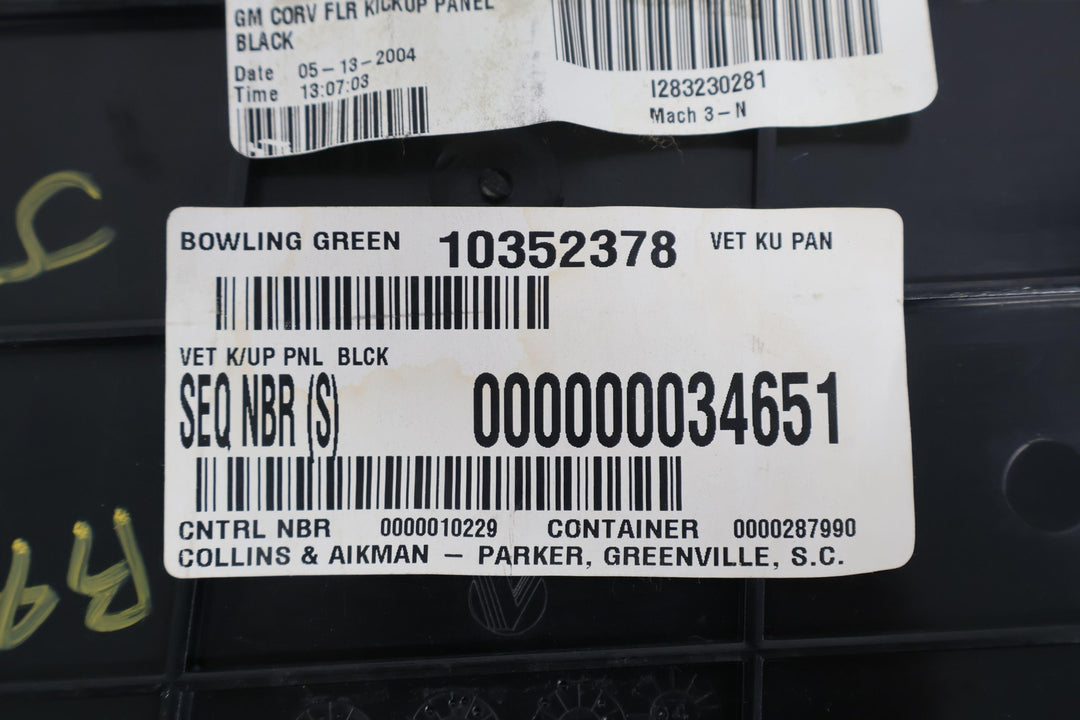 GM CORV FLR KICKUP PANEL
BLACK
Date 05-13-2004
Time 13:07:03
I283230281
Mach 3-N
BOWLING GREEN 10352378 VET KU PAN
VET K/UP PNL BLCK
SEQ NBR (S) 000000034651
CNTRL NBR 0000010229 CONTAINER 0000287990
COLLINS & AIKMAN - PARKER, GREENVILLE, S.C.